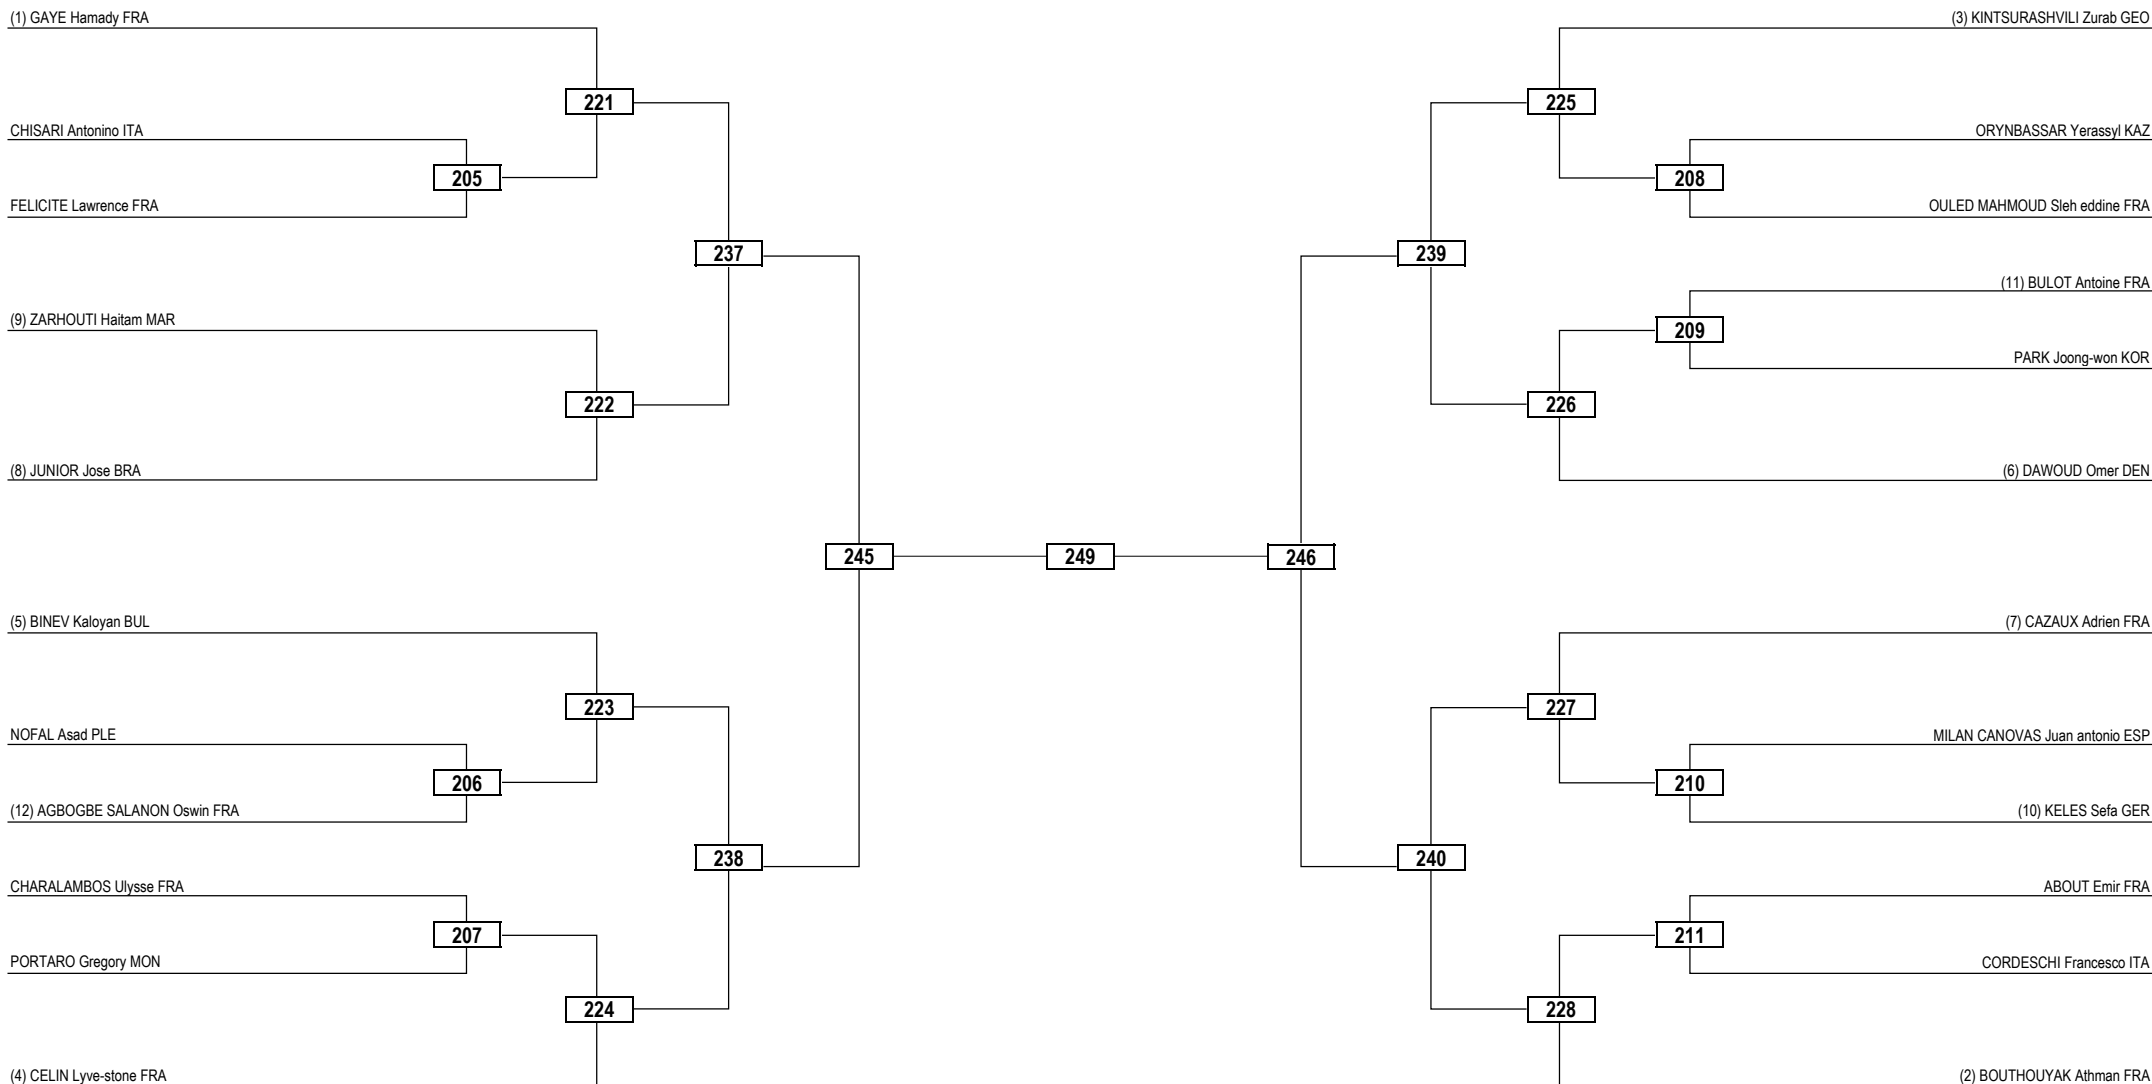 (1) GAYE Hamady FRA
221
CHISARI Antonino ITA
205
FELICITE Lawrence FRA
237
(9) ZARHOUTI Haitam MAR
222
(8) JUNIOR Jose BRA
245
(5) BINEV Kaloyan BUL
223
NOFAL Asad PLE
206
(12) AGBOGBE SALANON Oswin FRA
238
CHARALAMBOS Ulysse FRA
207
PORTARO Gregory MON
224
(4) CELIN Lyve-stone FRA
249
(3) KINTSURASHVILI Zurab GEO
225
ORYNBASSAR Yerassyl KAZ
208
OULED MAHMOUD Sleh eddine FRA
239
(11) BULOT Antoine FRA
209
PARK Joong-won KOR
226
(6) DAWOUD Omer DEN
246
(7) CAZAUX Adrien FRA
227
MILAN CANOVAS Juan antonio ESP
210
(10) KELES Sefa GER
240
ABOUT Emir FRA
211
CORDESCHI Francesco ITA
228
(2) BOUTHOUYAK Athman FRA